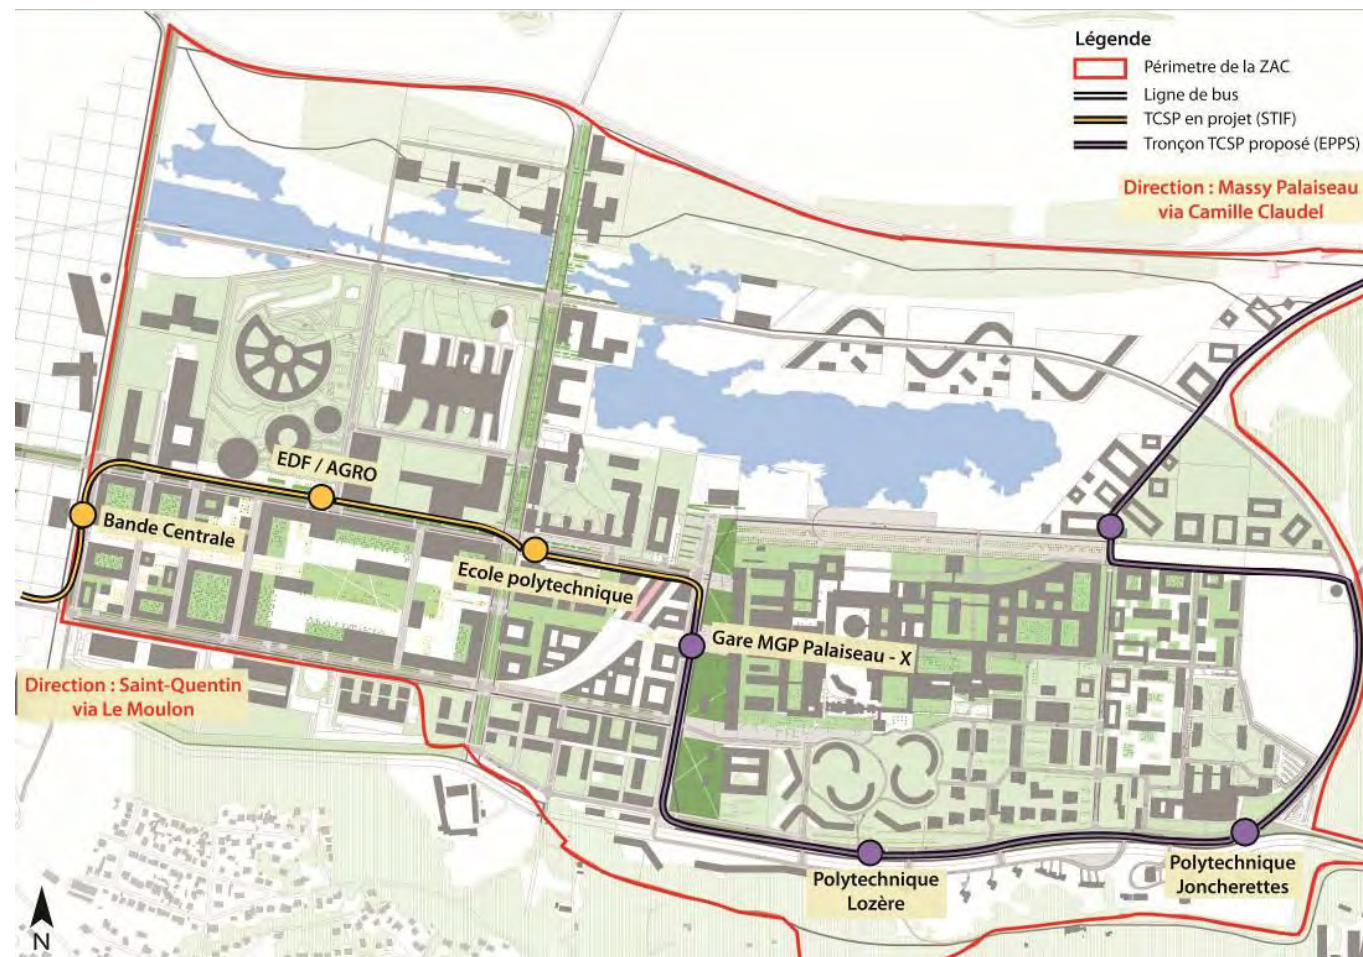 Légende
Périmetre de la ZAC
Ligne de bus
TCSP en projet (STIF)
Tronçon TCSP proposé (EPPS)
Direction : Massy Palaiseau
via Camille Claudel
EDF / AGRO
Bande Centrale
Ecole polytechnique
Gare MGP Palaiseau - X
Direction : Saint-Quentin
via Le Moulon
Polytechnique
Lozère
Polytechnique
Joncherettes
N